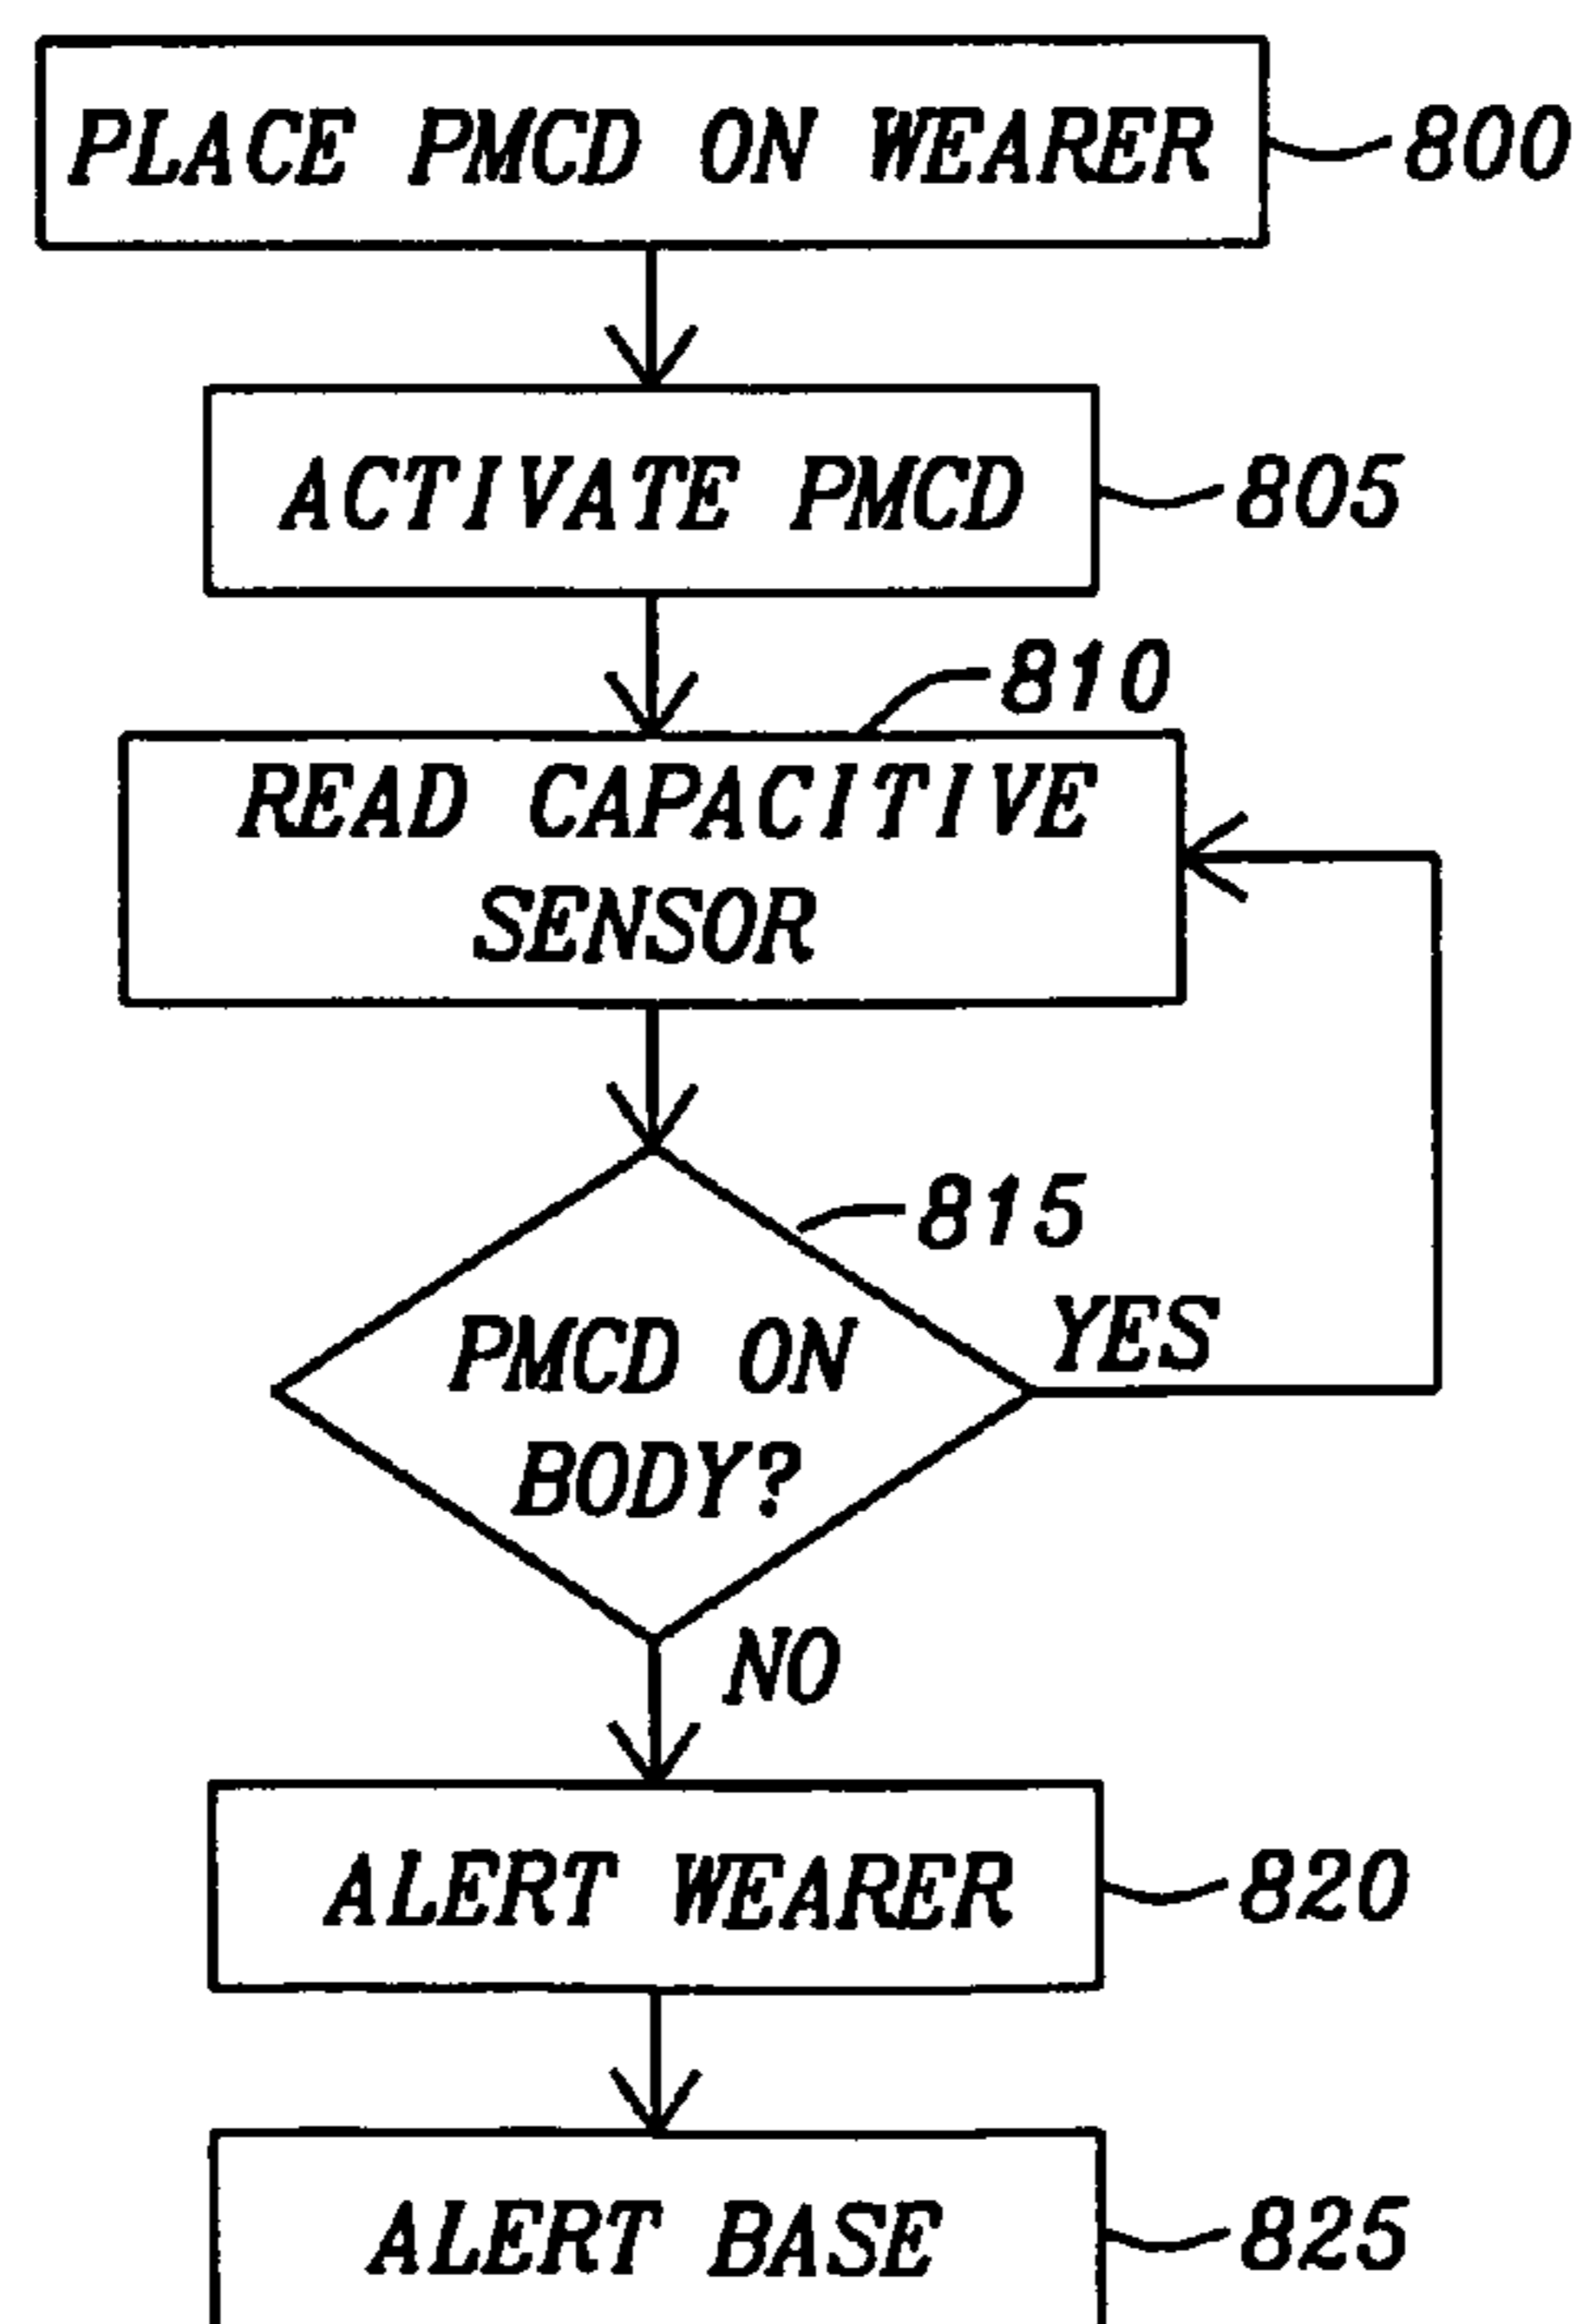 PLACE PMCD ON WEARER
800
ACTIVATE PMCD
805
810
READ CAPACITIVE
SENSOR
815
PMCD ON
BODY?
YES
NO
ALERT WEARER
820
ALERT BASE
825